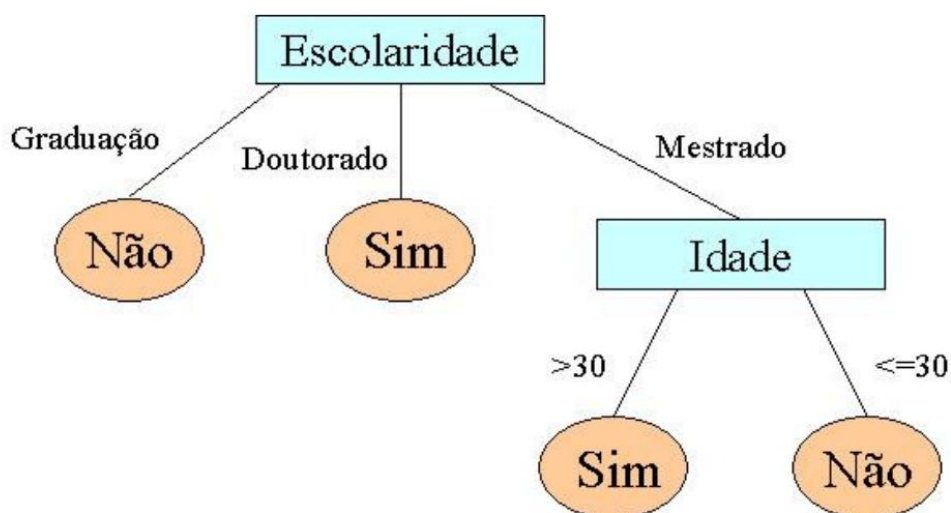 Escolaridade
Graduação
Doutorado
Mestrado
Não
Sim
Idade
>30
<=30
Sim
Não